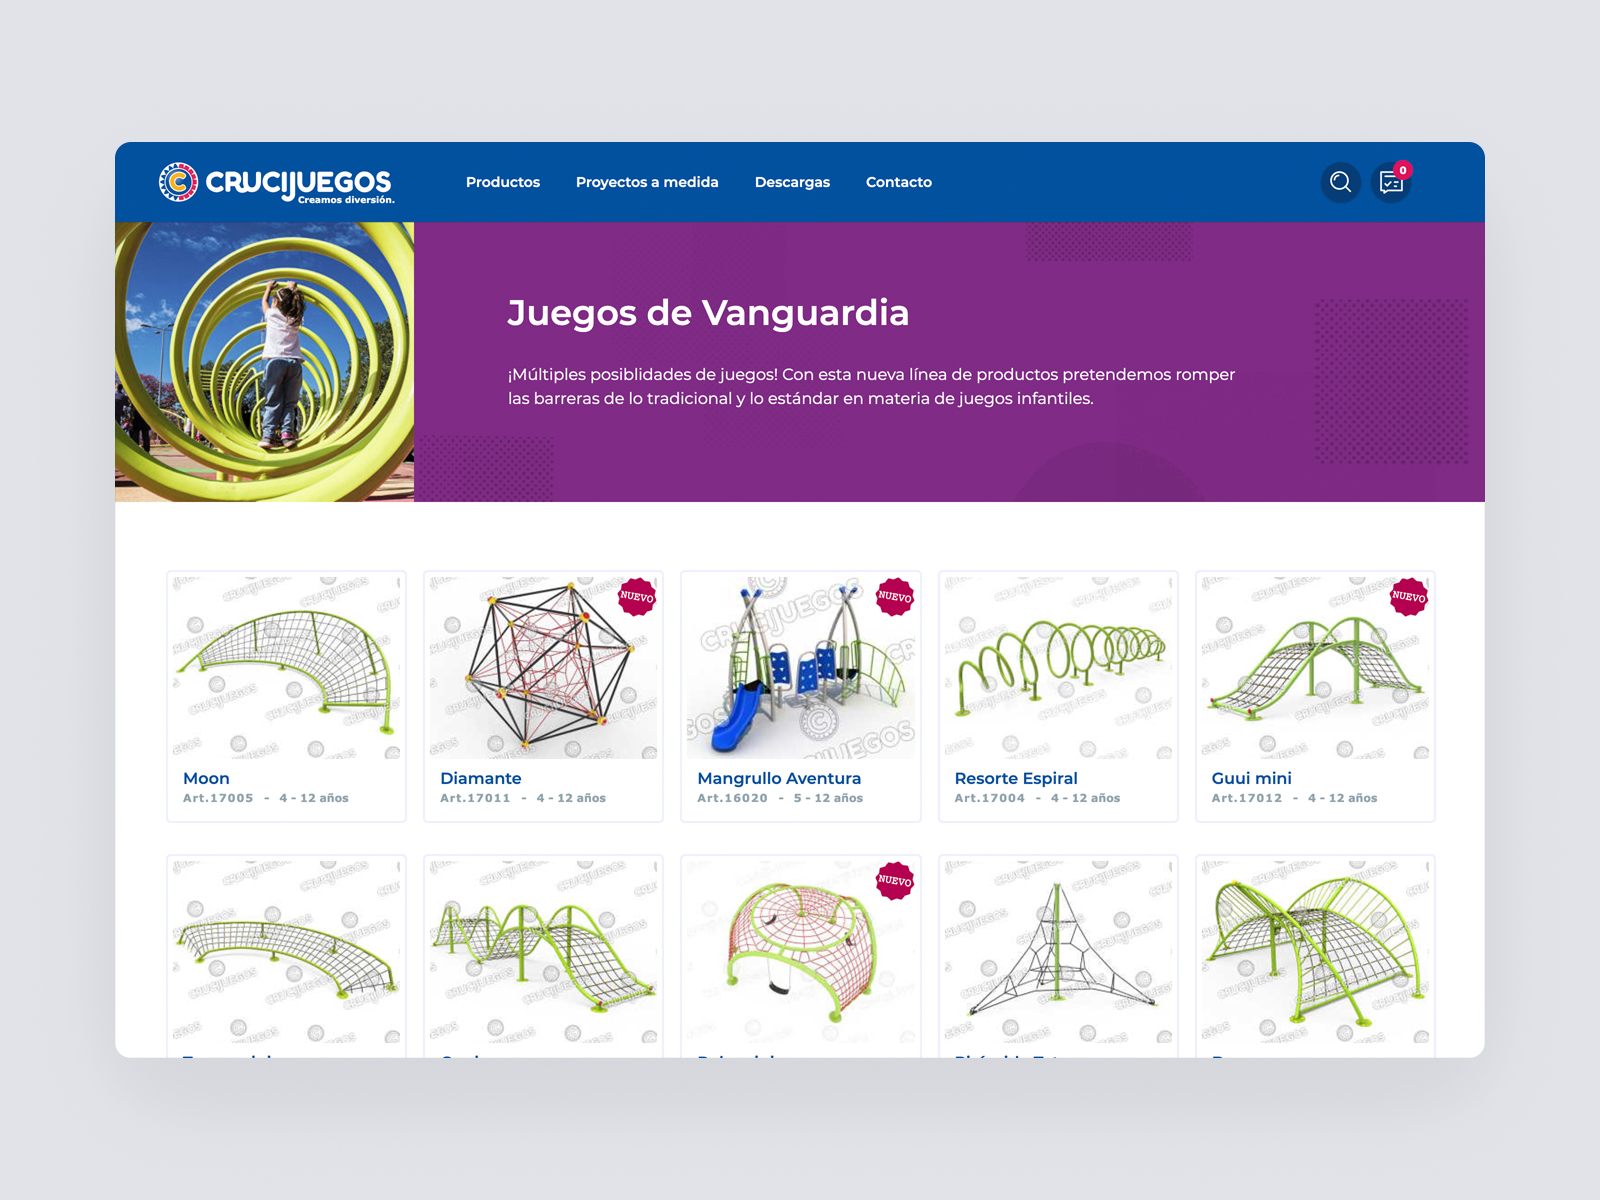 CRUCIJUEGOS
Creamos diversión.
Productos
Proyectos a medida
Descargas
Contacto
0
Juegos de Vanguardia
¡Múltiples posiblidades de juegos! Con esta nueva línea de productos pretendemos romper
las barreras de lo tradicional y lo estándar en materia de juegos infantiles.
NUEVO
NUEVO
NUEVO
CRUCIJUEGOS
Moon
Art.17005 - 4 - 12 años
Diamante
Art.17011 - 4 - 12 años
Mangrullo Aventura
Art.16020 - 5 - 12 años
Resorte Espiral
Art.17004 - 4 - 12 años
Guui mini
Art.17012 - 4 - 12 años
NUEVO
CRUCIJUEGOS